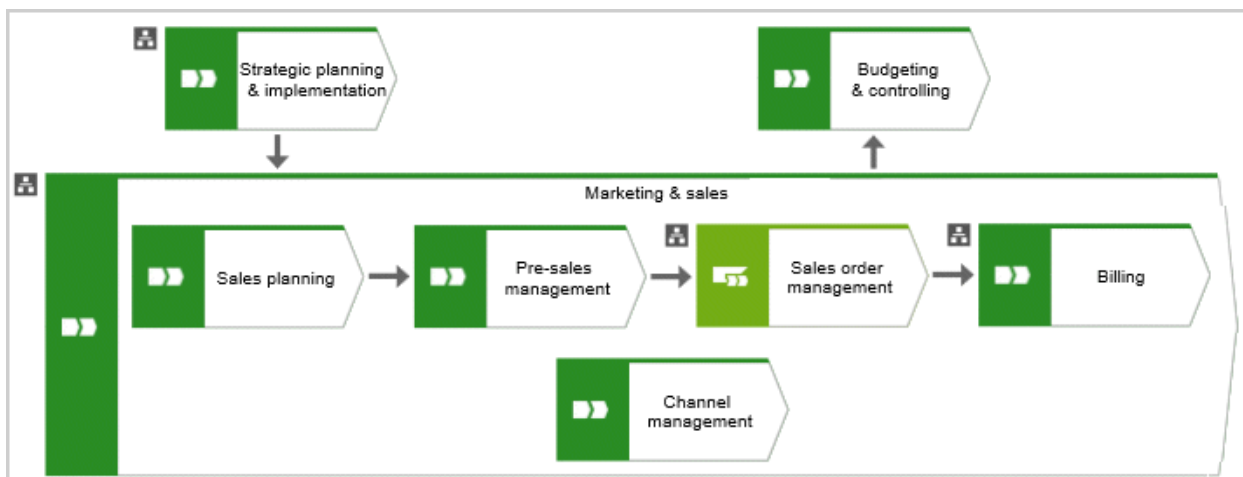 Strategic planning
& implementation
Budgeting
& controlling
Marketing & sales
Sales planning
Pre-sales
management
Sales order
management
Billing
Channel
management